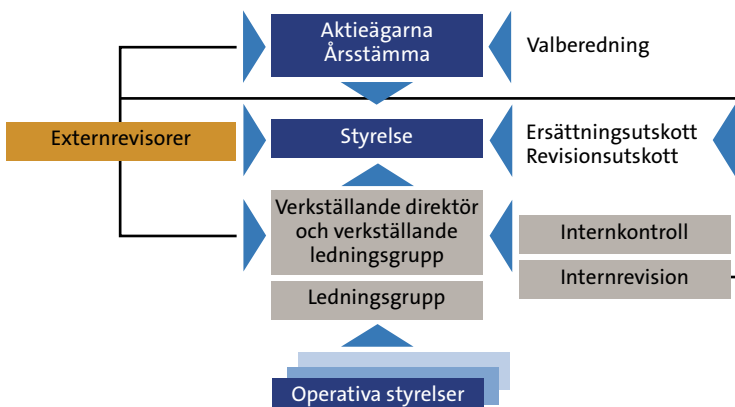 Aktieägarna
Årsstämma
Valberedning
Externrevisorer
Styrelse
Ersättningsutskott
Revisionsutskott
Verkställande direktör
och verkställande
ledningsgrupp
Internkontroll
Internrevision
Ledningsgrupp
Operativa styrelser